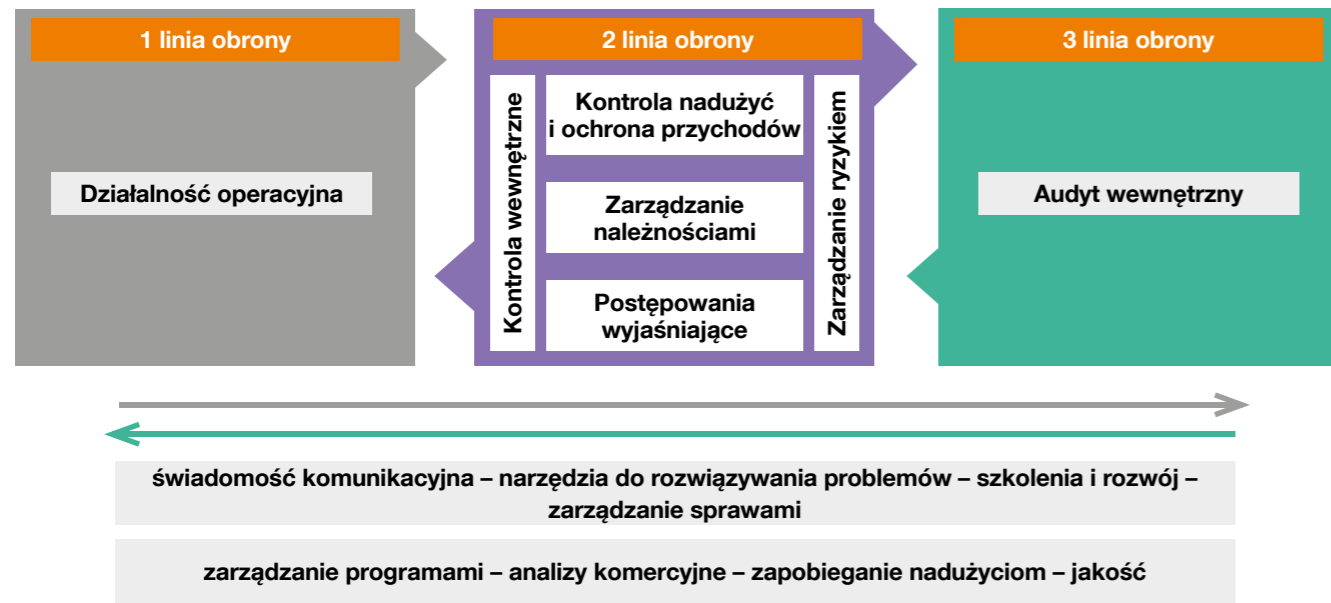 1 linia obrony
Działalność operacyjna
2 linia obrony
Kontrola wewnętrzne
Kontrola nadużyć
i ochrona przychodów
Zarządzanie
należnościami
Postępowania
wyjaśniające
Zarządzanie ryzykiem
3 linia obrony
Audyt wewnętrzny
świadomość komunikacyjna – narzędzia do rozwiązywania problemów – szkolenia i rozwój –
zarządzanie sprawami
zarządzanie programami – analizy komercyjne – zapobieganie nadużyciom – jakość